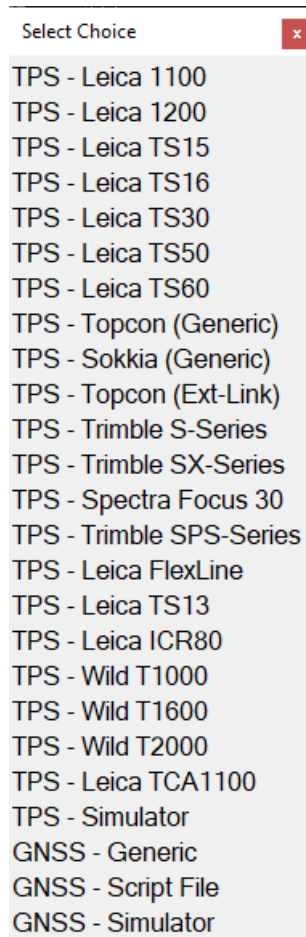 Select Choice
x
TPS - Leica 1100
TPS - Leica 1200
TPS - Leica TS15
TPS - Leica TS16
TPS - Leica TS30
TPS - Leica TS50
TPS - Leica TS60
TPS - Topcon (Generic)
TPS - Sokkia (Generic)
TPS - Topcon (Ext-Link)
TPS - Trimble S-Series
TPS - Trimble SX-Series
TPS - Spectra Focus 30
TPS - Trimble SPS-Series
TPS - Leica FlexLine
TPS - Leica TS13
TPS - Leica ICR80
TPS - Wild T1000
TPS - Wild T1600
TPS - Wild T2000
TPS - Leica TCA1100
TPS - Simulator
GNSS - Generic
GNSS - Script File
GNSS - Simulator